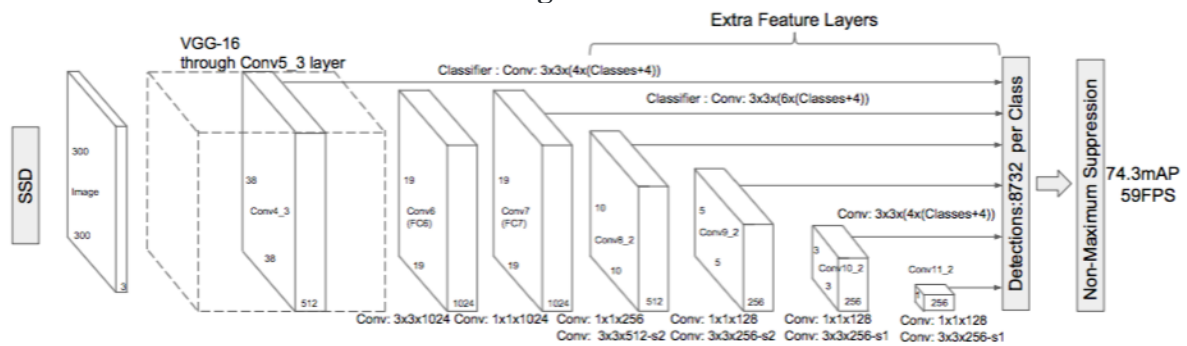 Extra Feature Layers
VGG-16
through Conv5_3 layer
Classifier : Conv: 3x3x(4x(Classes+4))
Classifier : Conv: 3x3x(6x(Classes+4))
SSD
300
Image
300
3
38
Conv4_3
38
512
19
Conv6
(FC6)
19
1024
19
Conv7
(FC7)
19
1024
10
Conv8_2
10
512
5
Conv9_2
5
256
Conv: 3x3x(4x(Classes+4))
3
Conv10_2
3
256
Conv11_2
256
Detections:8732 per Class
Non-Maximum Suppression
74.3mAP
59FPS
Conv: 3x3x1024
Conv: 1x1x1024
Conv: 1x1x256
Conv: 3x3x512-s2
Conv: 1x1x128
Conv: 3x3x256-s2
Conv: 1x1x128
Conv: 3x3x256-s1
Conv: 1x1x128
Conv: 3x3x256-s1